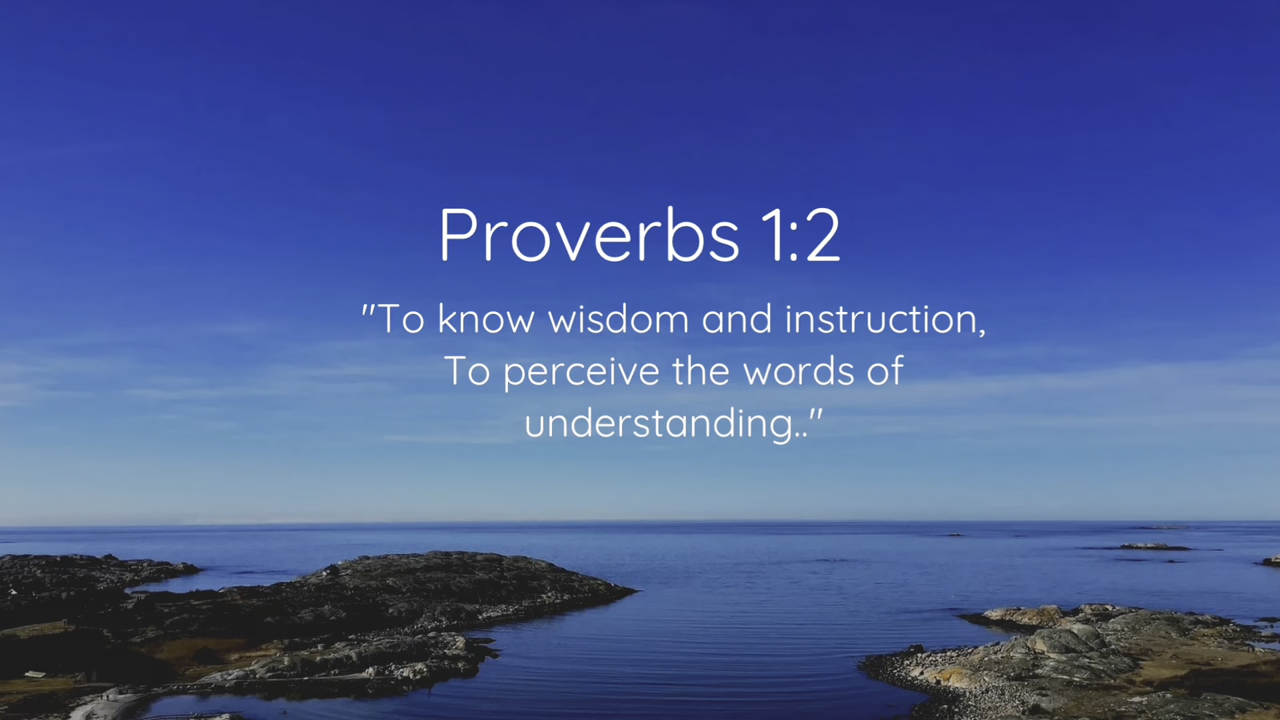 Proverbs 1:2
"To know wisdom and instruction,
To perceive the words of
understanding.."